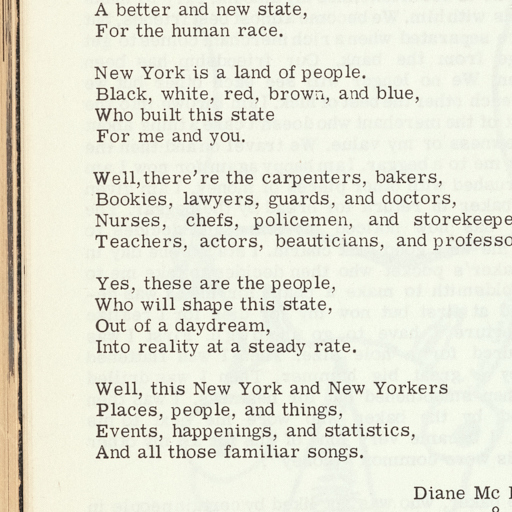 A better and new state,
For the human race.
New York is a land of people.
Black, white, red, brown, and blue,
Who built this state
For me and you.
Well,there're the carpenters, bakers,
Bookies, lawyers, guards, and doctors,
Nurses, chefs, policemen, and storekeepe
Teachers, actors, beauticians, and professo
Yes, these are the people,
Who will shape this state,
Out of a daydream,
Into reality at a steady rate.
Well, this New York and New Yorkers
Places, people, and things,
Events, happenings, and statistics,
And all those familiar songs.
Diane Mc